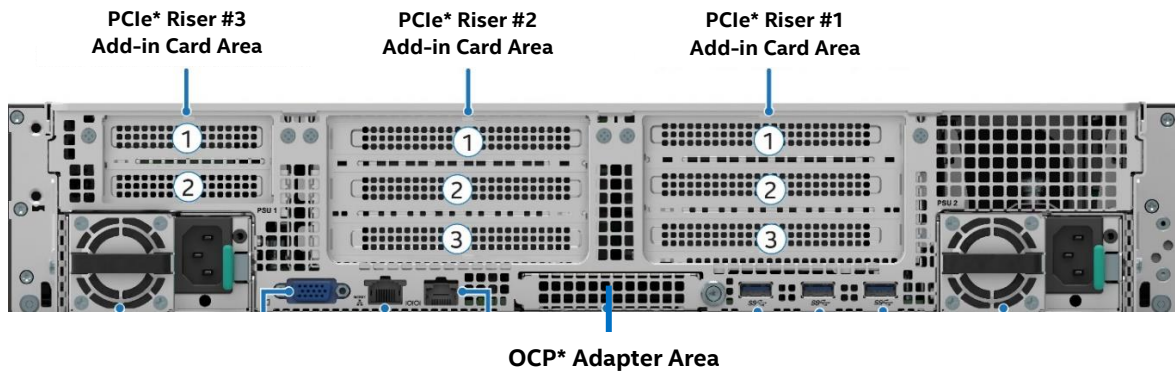 PCIe* Riser #3
Add-in Card Area
PCIe* Riser #2
Add-in Card Area
PCIe* Riser #1
Add-in Card Area
1
2
1
2
3
1
2
3
PSU 1
PSU 2
OCP* Adapter Area